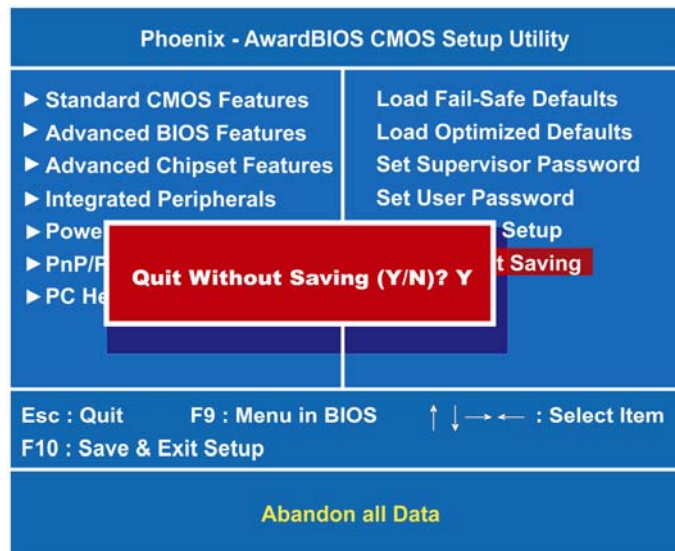 Phoenix - AwardBIOS CMOS Setup Utility
► Standard CMOS Features
► Advanced BIOS Features
► Advanced Chipset Features
► Integrated Peripherals
► Powe
► PnP/P
► PC He
Load Fail-Safe Defaults
Load Optimized Defaults
Set Supervisor Password
Set User Password
Setup
t Saving
Quit Without Saving (Y/N)? Y
Esc : Quit F9 : Menu in BIOS ↑ ↓ → ← : Select Item
F10 : Save & Exit Setup
Abandon all Data